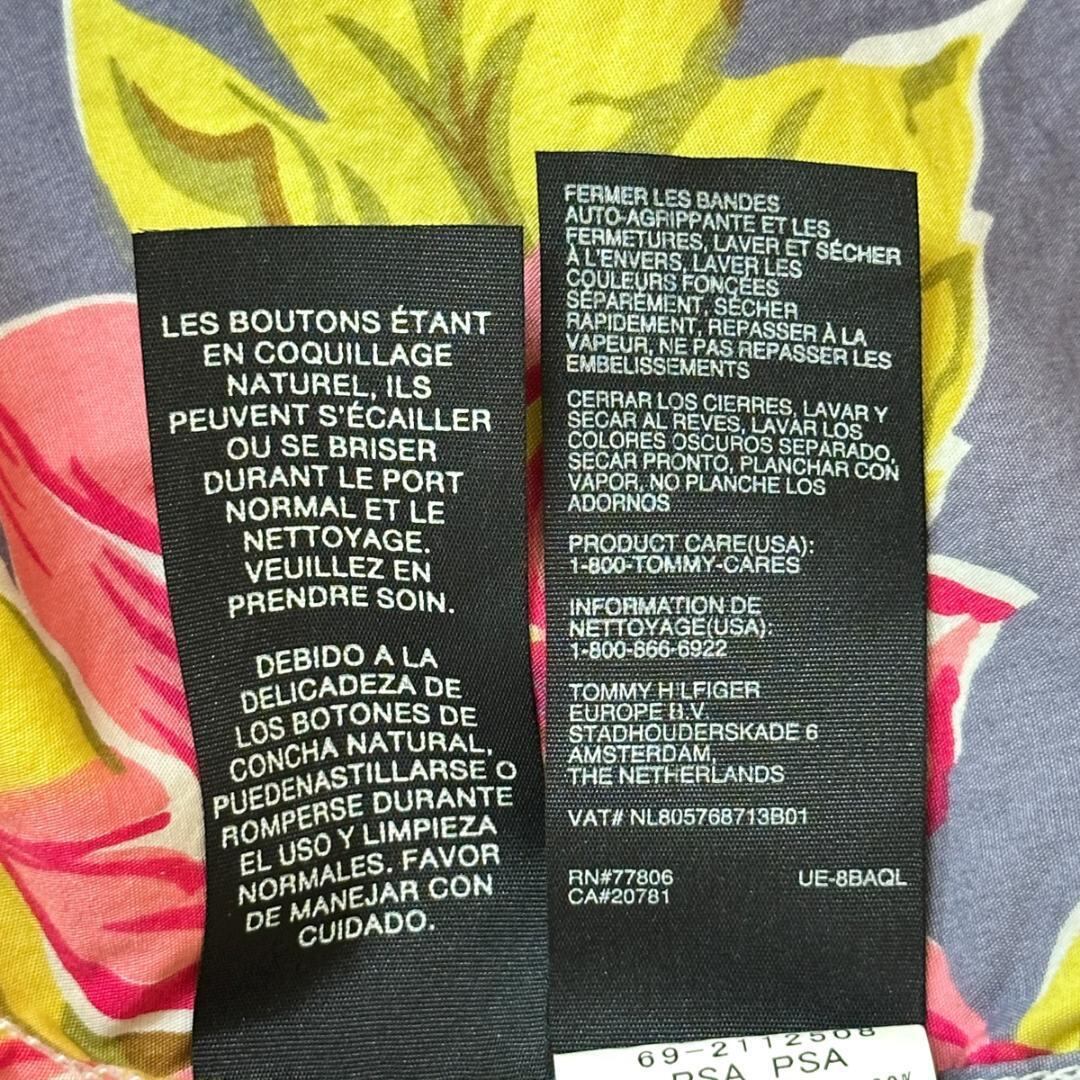 LES BOUTONS ÉTANT
EN COQUILLAGE
NATUREL, ILS
PEUVENT S'ÉCAILLER
OU SE BRISER
DURANT LE PORT
NORMAL ET LE
NETTOYAGE.
VEUILLEZ EN
PRENDRE SOIN.
DEBIDO A LA
DELICADEZA DE
LOS BOTONES DE
CONCHA NATURAL,
PUEDENASTILLARSE O
ROMPERSE DURANTE
EL USO Y LIMPIEZA
NORMALES. FAVOR
DE MANEJAR CON
CUIDADO.
FERMER LES BANDES
AUTO-AGRIPPANTE ET LES
FERMETURES, LAVER ET SÉCHER
À L'ENVERS, LAVER LES
COULEURS FONCÉES
SÉPARÉMENT, SÉCHER
RAPIDEMENT, REPASSER À LA
VAPEUR, NE PAS REPASSER LES
EMBELISSEMENTS
CERRAR LOS CIERRES, LAVAR Y
SECAR AL REVES, LAVAR LOS
COLORES OSCUROS SEPARADO,
SECAR PRONTO, PLANCHAR CON
VAPOR, NO PLANCHE LOS
ADORNOS
PRODUCT CARE(USA):
1-800-TOMMY-CARES
INFORMATION DE
NETTOYAGE(USA):
1-800-866-6922
TOMMY HILFIGER
EUROPE B.V.
STADHOUDERSKADE 6
AMSTERDAM,
THE NETHERLANDS
VAT# NL805768713B01
RN#77806 UE-8BAQL
CA#20781
69-2112508
PSA PSA